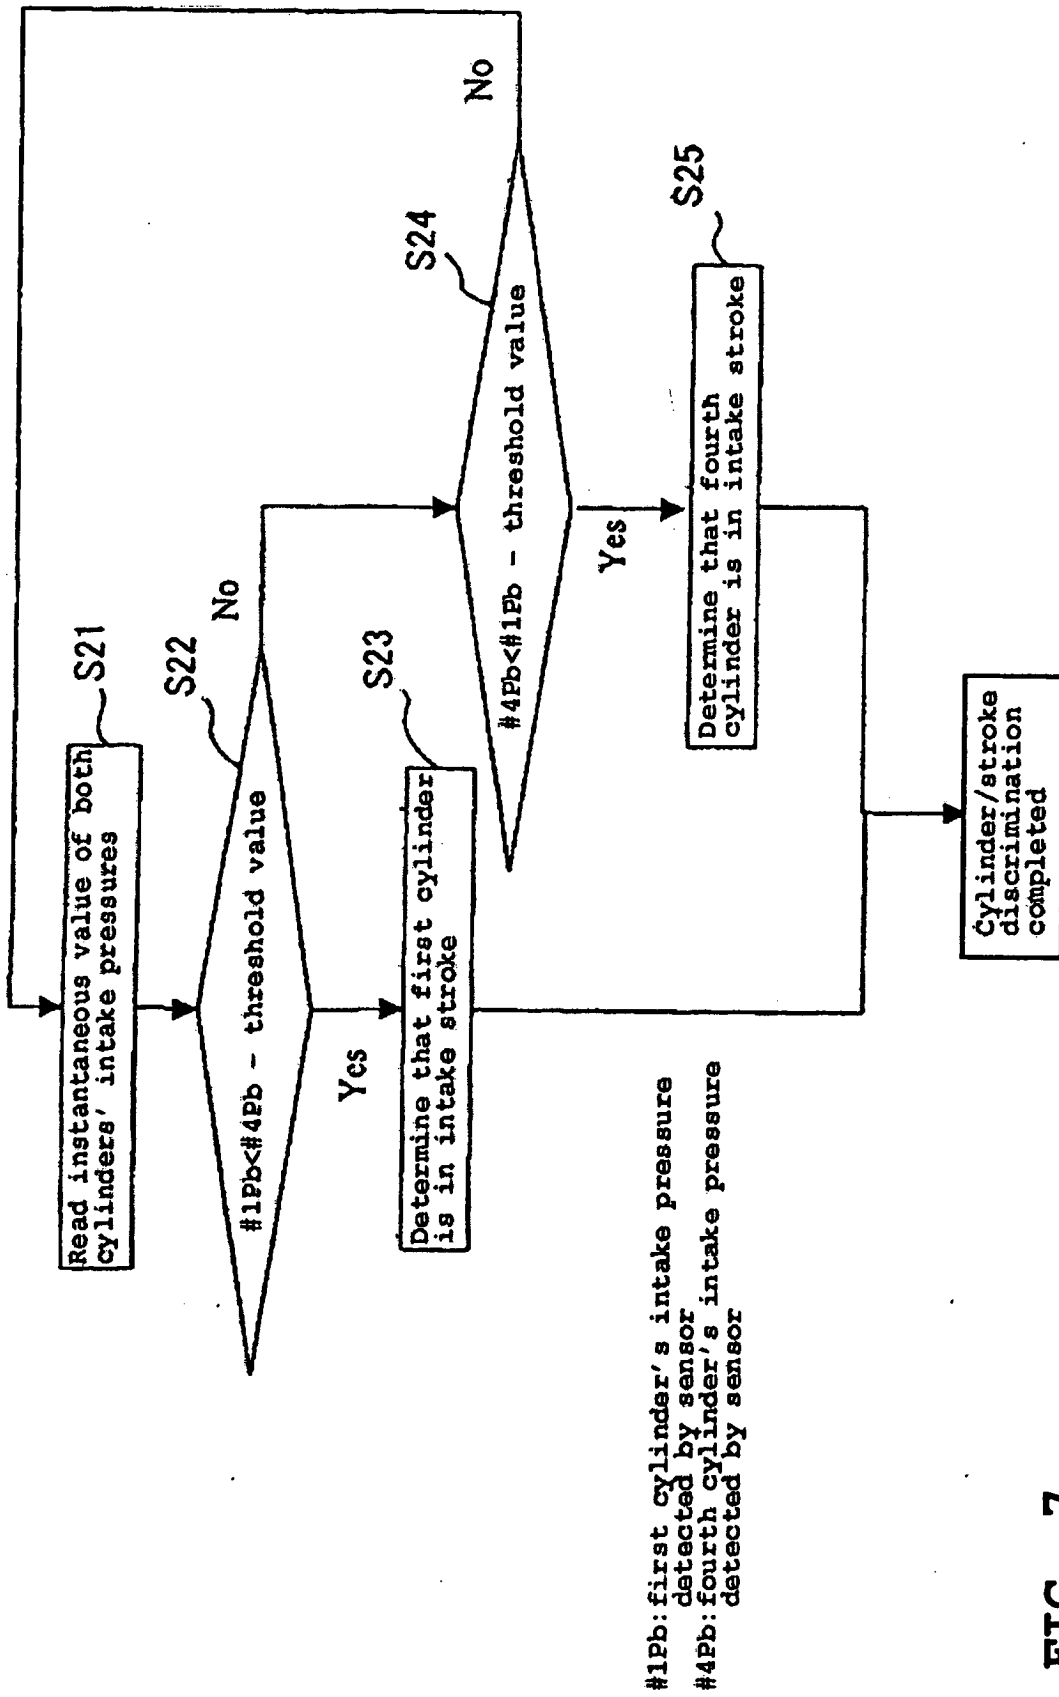 Read instantaneous value of both
cylinders' intake pressures
S21
#1Pb<#4Pb - threshold value
S22
No
Yes
Determine that first cylinder
is in intake stroke
S23
#4Pb<#1Pb - threshold value
S24
No
Yes
Determine that fourth
cylinder is in intake stroke
S25
Cylinder/stroke
discrimination
completed
#1Pb:first cylinder's intake pressure
detected by sensor
#4Pb:fourth cylinder's intake pressure
detected by sensor
FIG. 7